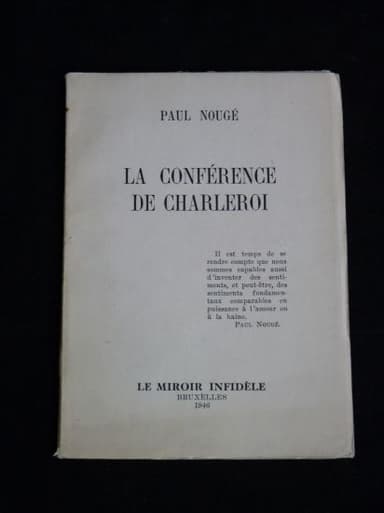 PAUL NOUGÉ
LA CONFÉRENCE
DE CHARLEROI
Il est temps de se
rendre compte que nous
sommes capables aussi
d'inventer des senti-
ments, et peut-être, des
sentiments fondamen-
taux comparables en
puissance à l'amour ou
à la haine.
PAUL NOUGÉ.
LE MIROIR INFIDÈLE
BRUXELLES
1946